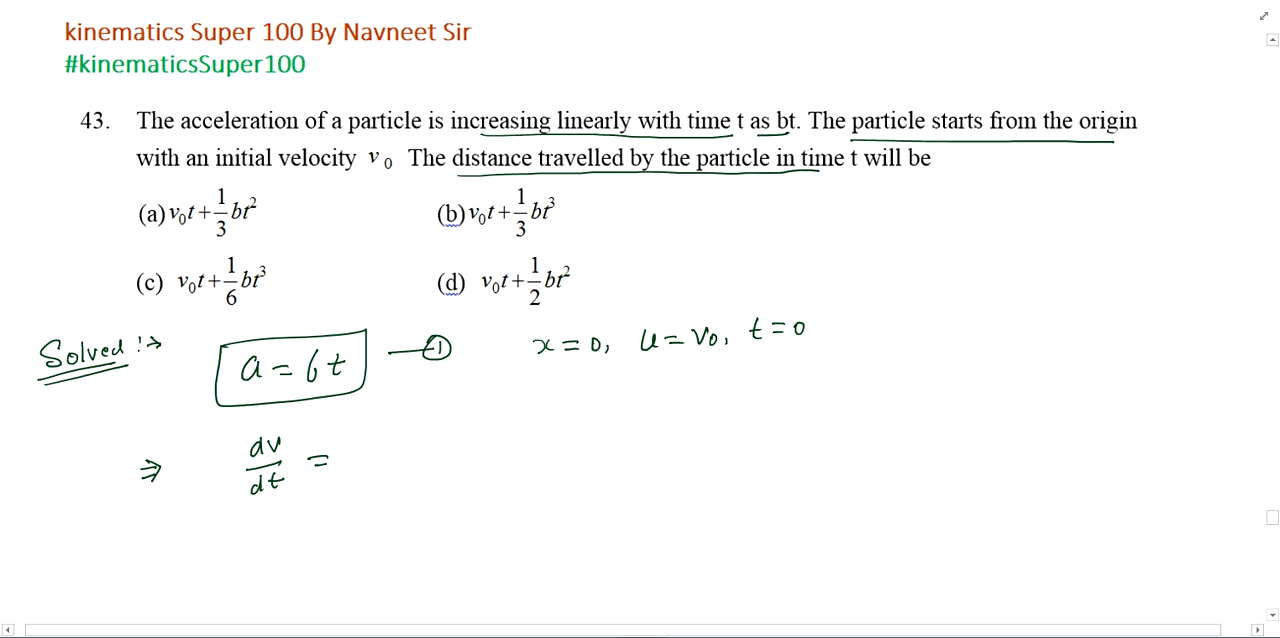 kinematics Super 100 By Navneet Sir
#kinematicsSuper100
43. The acceleration of a particle is increasing linearly with time t as bt. The particle starts from the origin
with an initial velocity v₀ The distance travelled by the particle in time t will be
(a) v₀t + 1/3 bt² (b) v₀t + 1/3 bt³
(c) v₀t + 1/6 bt³ (d) v₀t + 1/2 bt²
Solved :→ a = bt —① x = 0, u = v₀, t = 0
⇒ dv/dt =